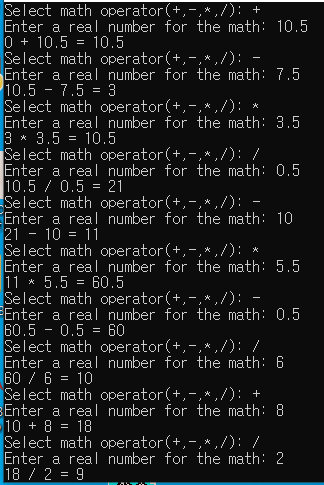 Select math operator(+,-,*,/): +
Enter a real number for the math: 10.5
0 + 10.5 = 10.5
Select math operator(+,-,*,/): -
Enter a real number for the math: 7.5
10.5 - 7.5 = 3
Select math operator(+,-,*,/): *
Enter a real number for the math: 3.5
3 * 3.5 = 10.5
Select math operator(+,-,*,/): /
Enter a real number for the math: 0.5
10.5 / 0.5 = 21
Select math operator(+,-,*,/): -
Enter a real number for the math: 10
21 - 10 = 11
Select math operator(+,-,*,/): *
Enter a real number for the math: 5.5
11 * 5.5 = 60.5
Select math operator(+,-,*,/): -
Enter a real number for the math: 0.5
60.5 - 0.5 = 60
Select math operator(+,-,*,/): /
Enter a real number for the math: 6
60 / 6 = 10
Select math operator(+,-,*,/): +
Enter a real number for the math: 8
10 + 8 = 18
Select math operator(+,-,*,/): /
Enter a real number for the math: 2
18 / 2 = 9